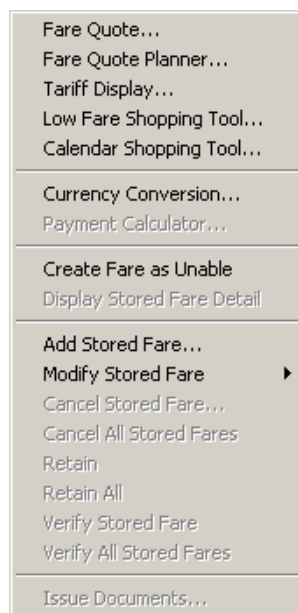 Fare Quote...
Fare Quote Planner...
Tariff Display...
Low Fare Shopping Tool...
Calendar Shopping Tool...
Currency Conversion...
Payment Calculator...
Create Fare as Unable
Display Stored Fare Detail
Add Stored Fare...
Modify Stored Fare
Cancel Stored Fare...
Cancel All Stored Fares
Retain
Retain All
Verify Stored Fare
Verify All Stored Fares
Issue Documents...